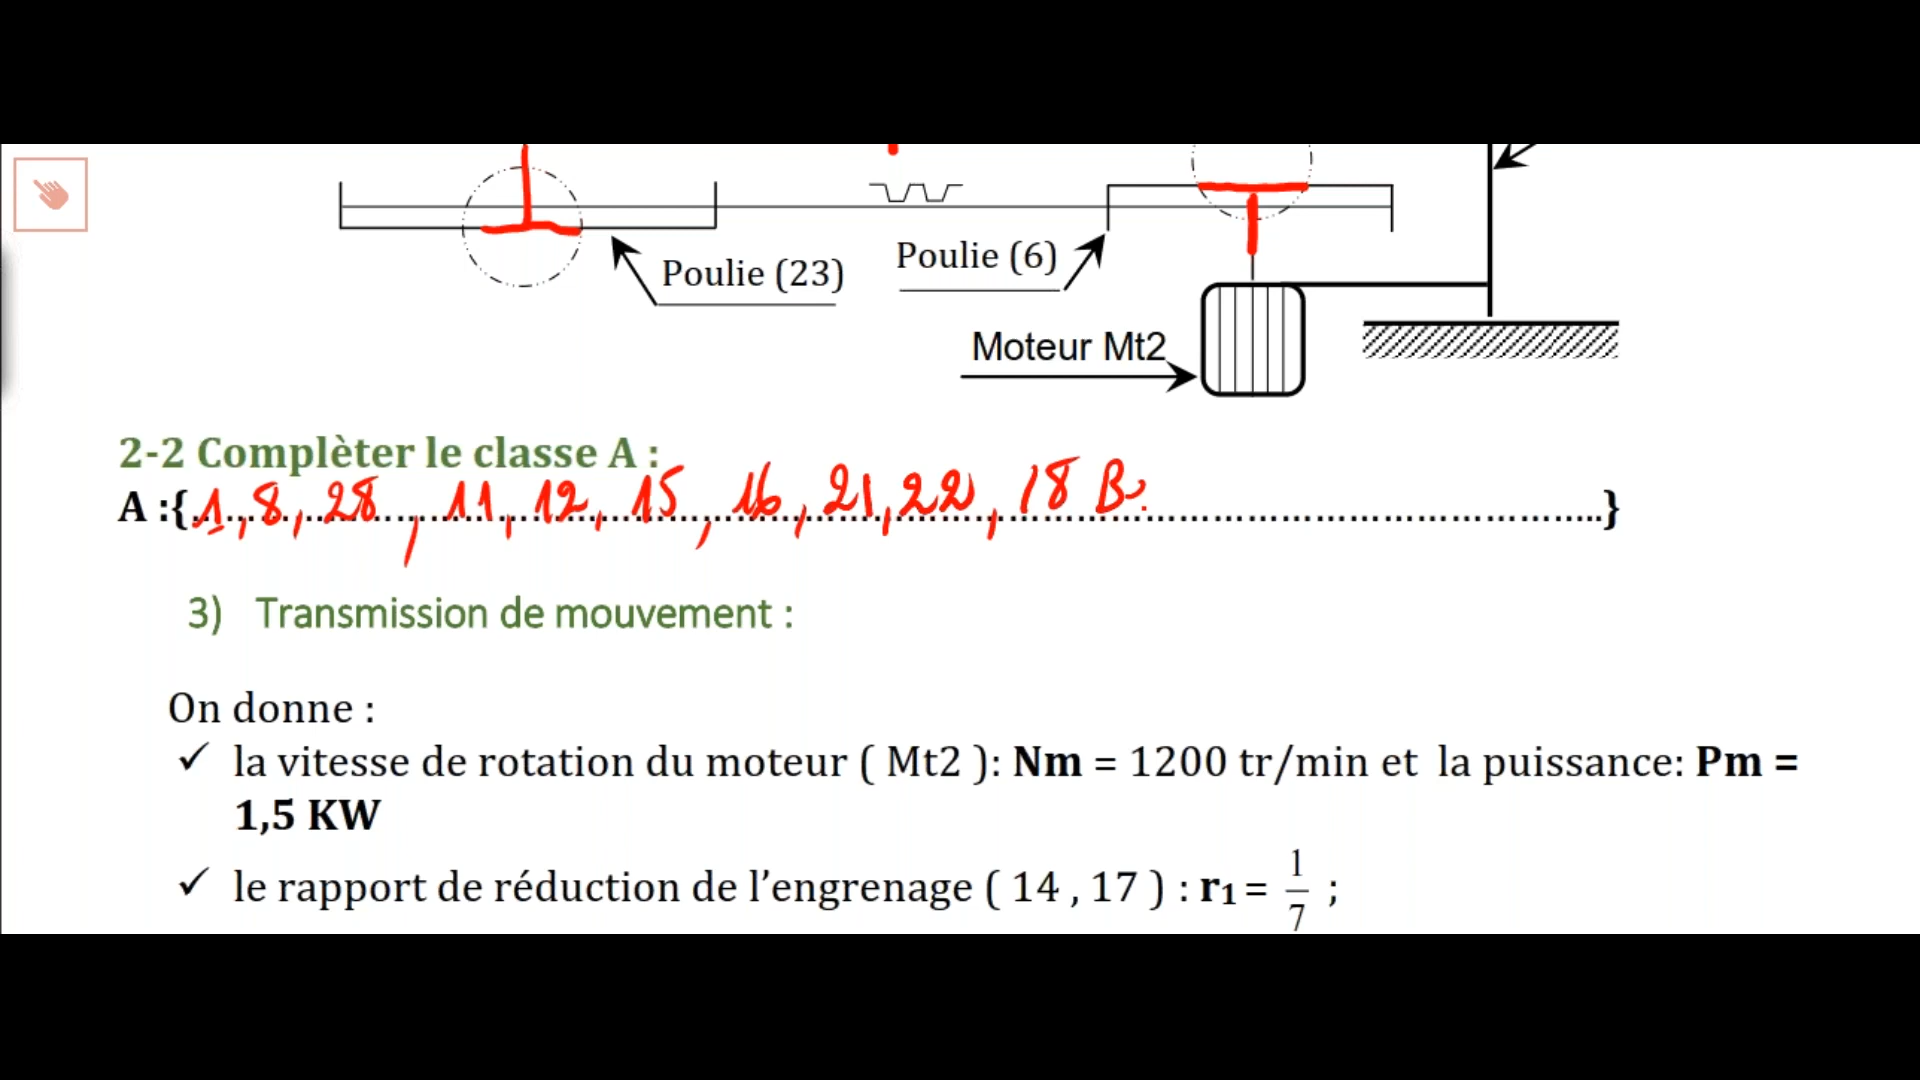 Poulie (23)
Poulie (6)
Moteur Mt2
2-2 Complèter le classe A :
A :{ 1, 8, 28, 11, 12, 15, 16, 21, 22, 18 B. }
3) Transmission de mouvement :
On donne :
✓ la vitesse de rotation du moteur ( Mt2 ): Nm = 1200 tr/min et la puissance: Pm =
1,5 KW
✓ le rapport de réduction de l’engrenage ( 14 , 17 ) : r1 = 1/7 ;